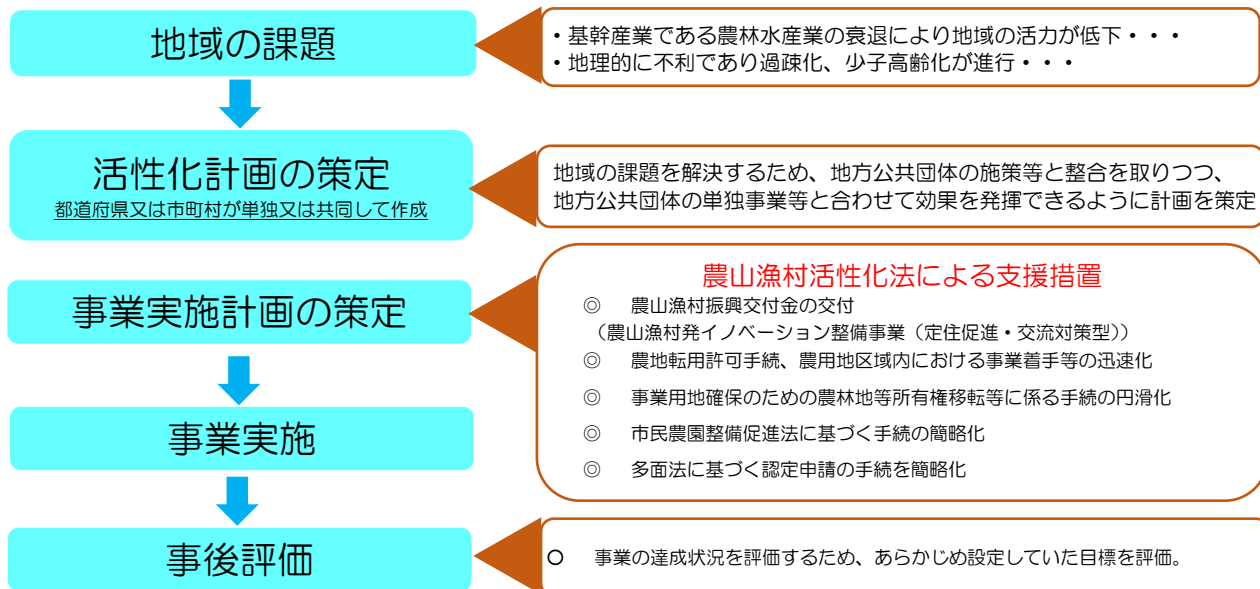 地域の課題
・基幹産業である農林水産業の衰退により地域の活力が低下・・・
・地理的に不利であり過疎化、少子高齢化が進行・・・
活性化計画の策定
都道府県又は市町村が単独又は共同して作成
地域の課題を解決するため、地方公共団体の施策等と整合を取りつつ、
地方公共団体の単独事業等と合わせて効果を発揮できるように計画を策定
事業実施計画の策定
農山漁村活性化法による支援措置
◎ 農山漁村振興交付金の交付
（農山漁村発イノベーション整備事業（定住促進・交流対策型））
◎ 農地転用許可手続、農用地区域内における事業着手等の迅速化
◎ 事業用地確保のための農林地等所有権移転等に係る手続の円滑化
◎ 市民農園整備促進法に基づく手続の簡略化
◎ 多面法に基づく認定申請の手続を簡略化
事業実施
事後評価
○ 事業の達成状況を評価するため、あらかじめ設定していた目標を評価。